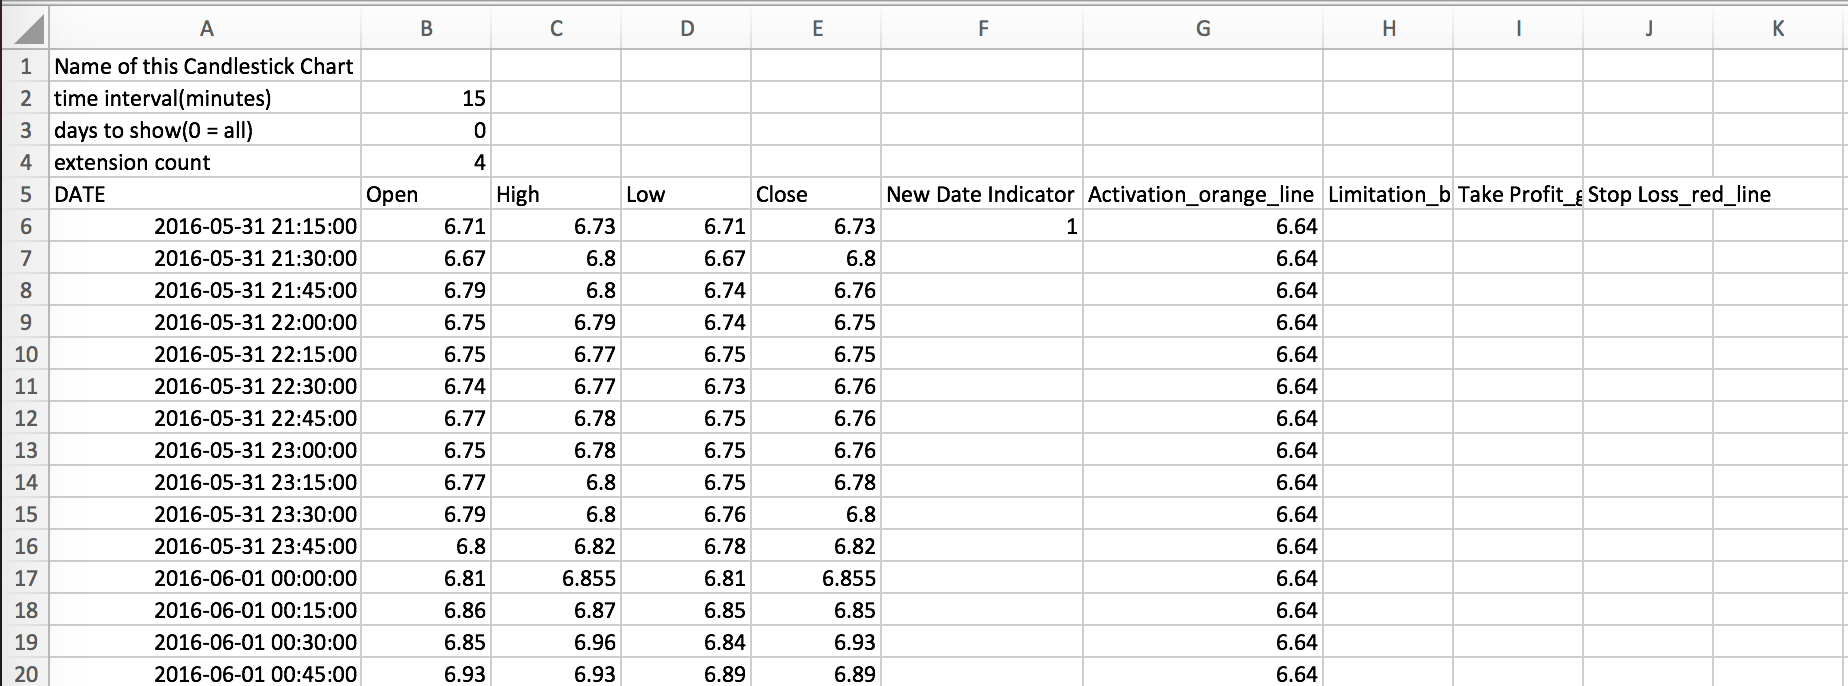 A B C D E F G H I J K
1 Name of this Candlestick Chart
2 time interval(minutes) 15
3 days to show(0 = all) 0
4 extension count 4
5 DATE Open High Low Close New Date Indicator Activation_orange_line Limitation_b Take Profit_g Stop Loss_red_line
6 2016-05-31 21:15:00 6.71 6.73 6.71 6.73 1 6.64
7 2016-05-31 21:30:00 6.67 6.8 6.67 6.8 6.64
8 2016-05-31 21:45:00 6.79 6.8 6.74 6.76 6.64
9 2016-05-31 22:00:00 6.75 6.79 6.74 6.75 6.64
10 2016-05-31 22:15:00 6.75 6.77 6.75 6.75 6.64
11 2016-05-31 22:30:00 6.74 6.77 6.73 6.76 6.64
12 2016-05-31 22:45:00 6.77 6.78 6.75 6.76 6.64
13 2016-05-31 23:00:00 6.75 6.78 6.75 6.76 6.64
14 2016-05-31 23:15:00 6.77 6.8 6.75 6.78 6.64
15 2016-05-31 23:30:00 6.79 6.8 6.76 6.8 6.64
16 2016-05-31 23:45:00 6.8 6.82 6.78 6.82 6.64
17 2016-06-01 00:00:00 6.81 6.855 6.81 6.855 6.64
18 2016-06-01 00:15:00 6.86 6.87 6.85 6.85 6.64
19 2016-06-01 00:30:00 6.85 6.96 6.84 6.93 6.64
20 2016-06-01 00:45:00 6.93 6.93 6.89 6.89 6.64